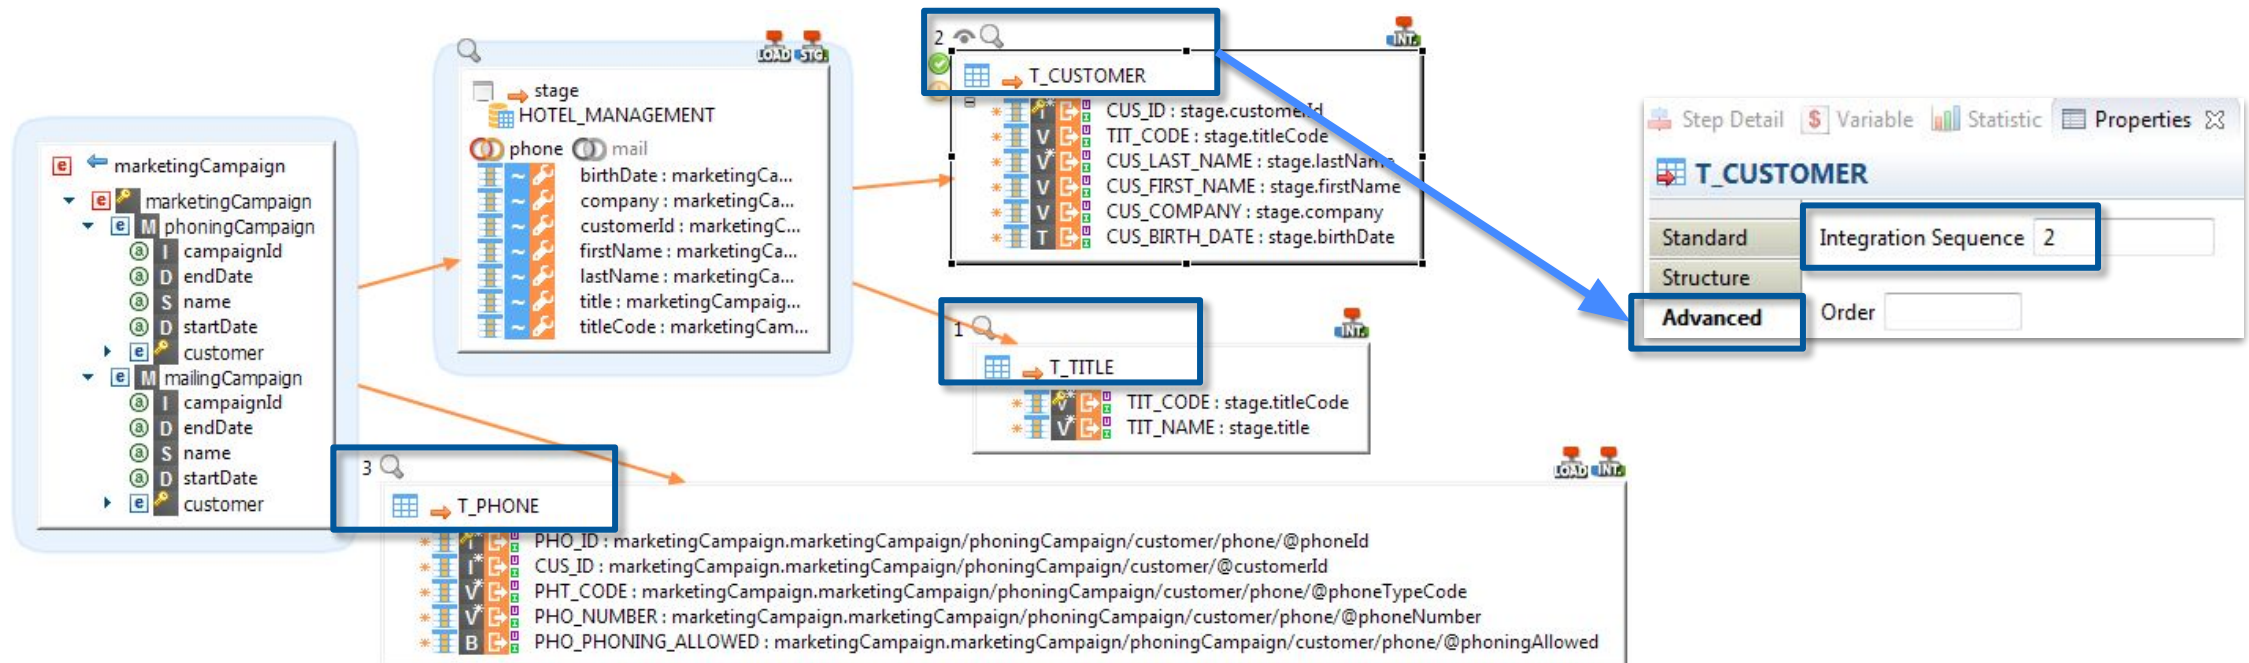 marketingCampaign
marketingCampaign
phoningCampaign
campaignId
endDate
name
startDate
customer
mailingCampaign
campaignId
endDate
name
startDate
customer
LOAD STG.
stage
HOTEL_MANAGEMENT
phone mail
birthDate : marketingCa...
company : marketingCa...
customerId : marketingC...
firstName : marketingCa...
lastName : marketingCa...
title : marketingCampaig...
titleCode : marketingCam...
2
INT.
T_CUSTOMER
CUS_ID : stage.customerId
TIT_CODE : stage.titleCode
CUS_LAST_NAME : stage.lastName
CUS_FIRST_NAME : stage.firstName
CUS_COMPANY : stage.company
CUS_BIRTH_DATE : stage.birthDate
1
INT.
T_TITLE
TIT_CODE : stage.titleCode
TIT_NAME : stage.title
3
LOAD INT.
T_PHONE
PHO_ID : marketingCampaign.marketingCampaign/phoningCampaign/customer/phone/@phoneId
CUS_ID : marketingCampaign.marketingCampaign/phoningCampaign/customer/@customerId
PHT_CODE : marketingCampaign.marketingCampaign/phoningCampaign/customer/phone/@phoneTypeCode
PHO_NUMBER : marketingCampaign.marketingCampaign/phoningCampaign/customer/phone/@phoneNumber
PHO_PHONING_ALLOWED : marketingCampaign.marketingCampaign/phoningCampaign/customer/phone/@phoningAllowed
Step Detail Variable Statistic Properties
T_CUSTOMER
Standard
Structure
Advanced
Integration Sequence 2
Order